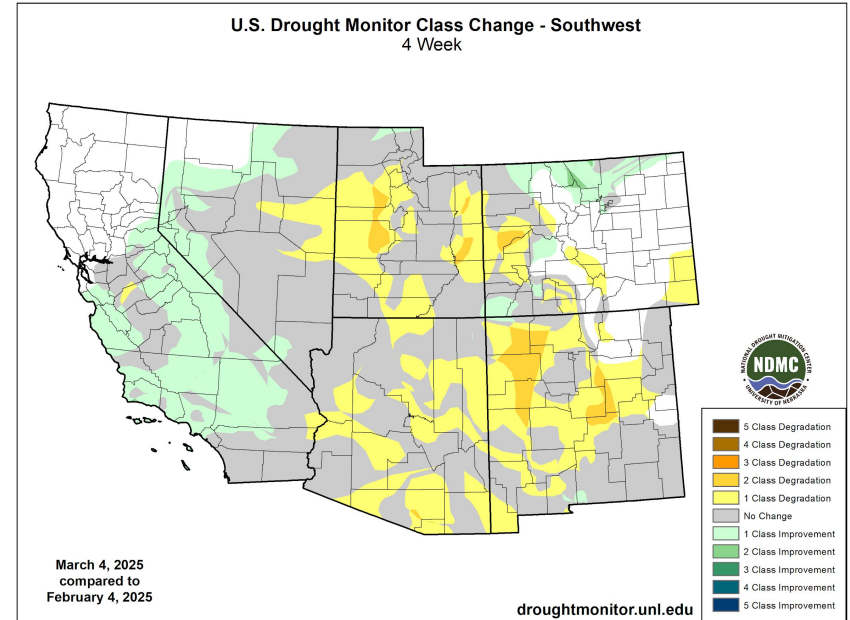 U.S. Drought Monitor Class Change - Southwest
4 Week
NATIONAL DROUGHT MITIGATION CENTER
NDMC
UNIVERSITY OF NEBRASKA
5 Class Degradation
4 Class Degradation
3 Class Degradation
2 Class Degradation
1 Class Degradation
No Change
1 Class Improvement
2 Class Improvement
3 Class Improvement
4 Class Improvement
5 Class Improvement
March 4, 2025
compared to
February 4, 2025
droughtmonitor.unl.edu